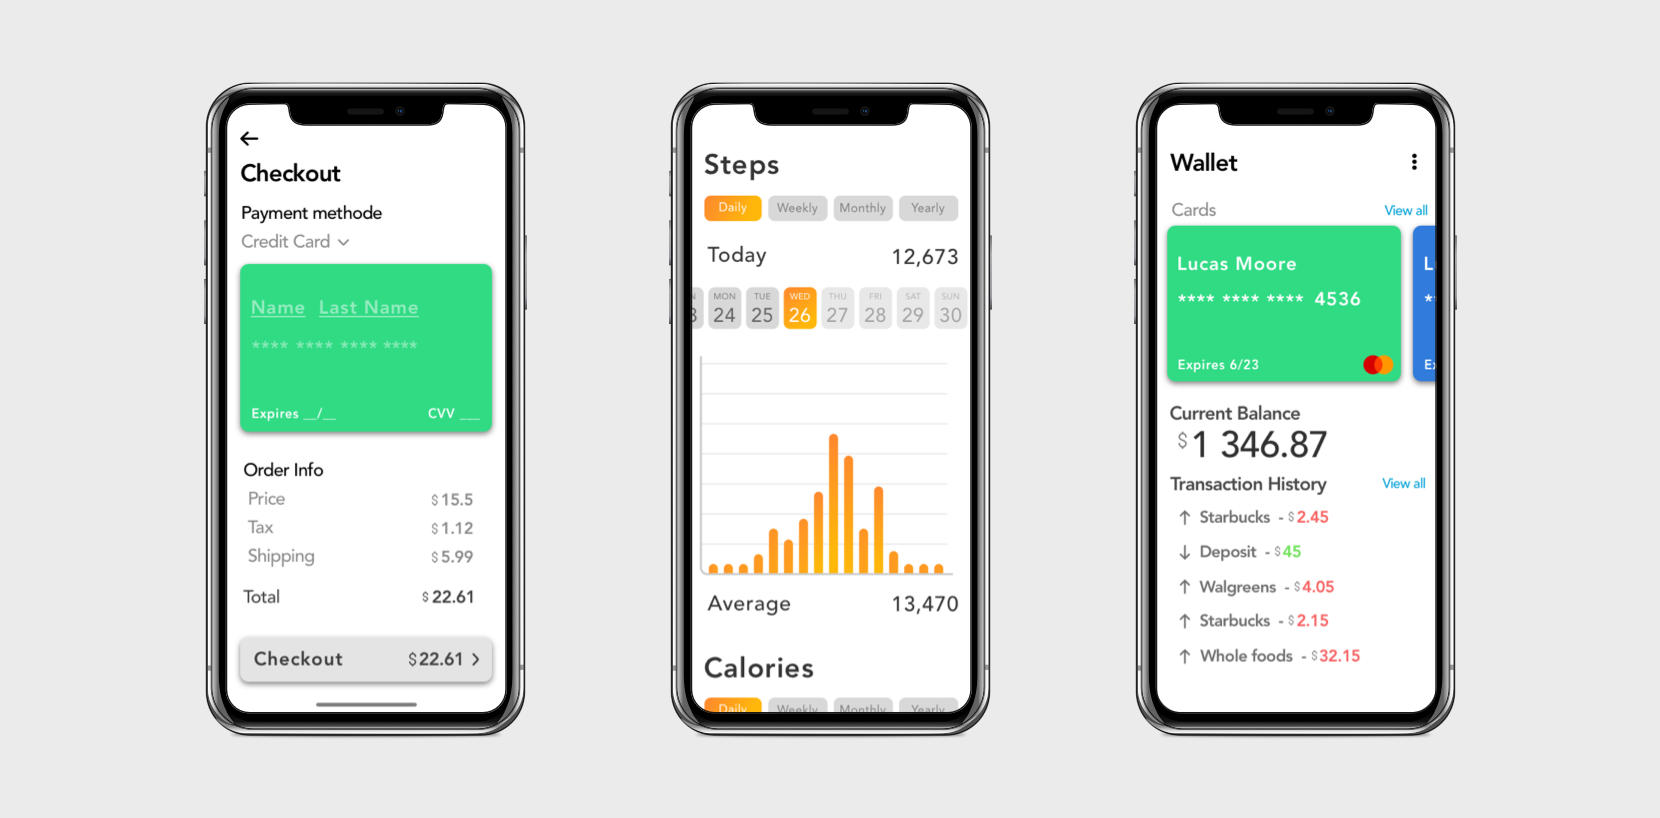 Checkout
Payment methode
Credit Card
Name Last Name
**** **** **** ****
Expires __/__ CVV ___
Order Info
Price $15.5
Tax $1.12
Shipping $5.99
Total $22.61
Checkout $22.61
Steps
Daily Weekly Monthly Yearly
Today 12,673
MON TUE WED THU FRI SAT SUN
24 25 26 27 28 29 30
Average 13,470
Calories
Daily Weekly Monthly Yearly
Wallet
Cards View all
Lucas Moore
**** **** **** 4536
Expires 6/23
Current Balance
$1 346.87
Transaction History View all
↑ Starbucks - $2.45
↓ Deposit - $45
↑ Walgreens - $4.05
↑ Starbucks - $2.15
↑ Whole foods - $32.15